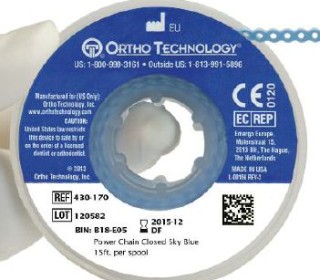 EU
ORTHO TECHNOLOGY®
US: 1-800-999-3161 • Outside US: 1-813-991-5896
Manufactured for (US Only):
Ortho Technology, Inc.
www.orthotechnology.com
CAUTION:
United States law restricts
this device to sale by or
on the order of a licensed
dentist or orthodontist.
© 2013
Ortho Technology, Inc.
CE 0120
EC REP
Emergo Europe,
Molenstraat 15,
2513 BH, The Hague,
The Netherlands
MADE IN USA
REF 430-170
LOT 120582
BIN: B18-E05
2015-12
DF
Power Chain Closed Sky Blue
15ft. per spool